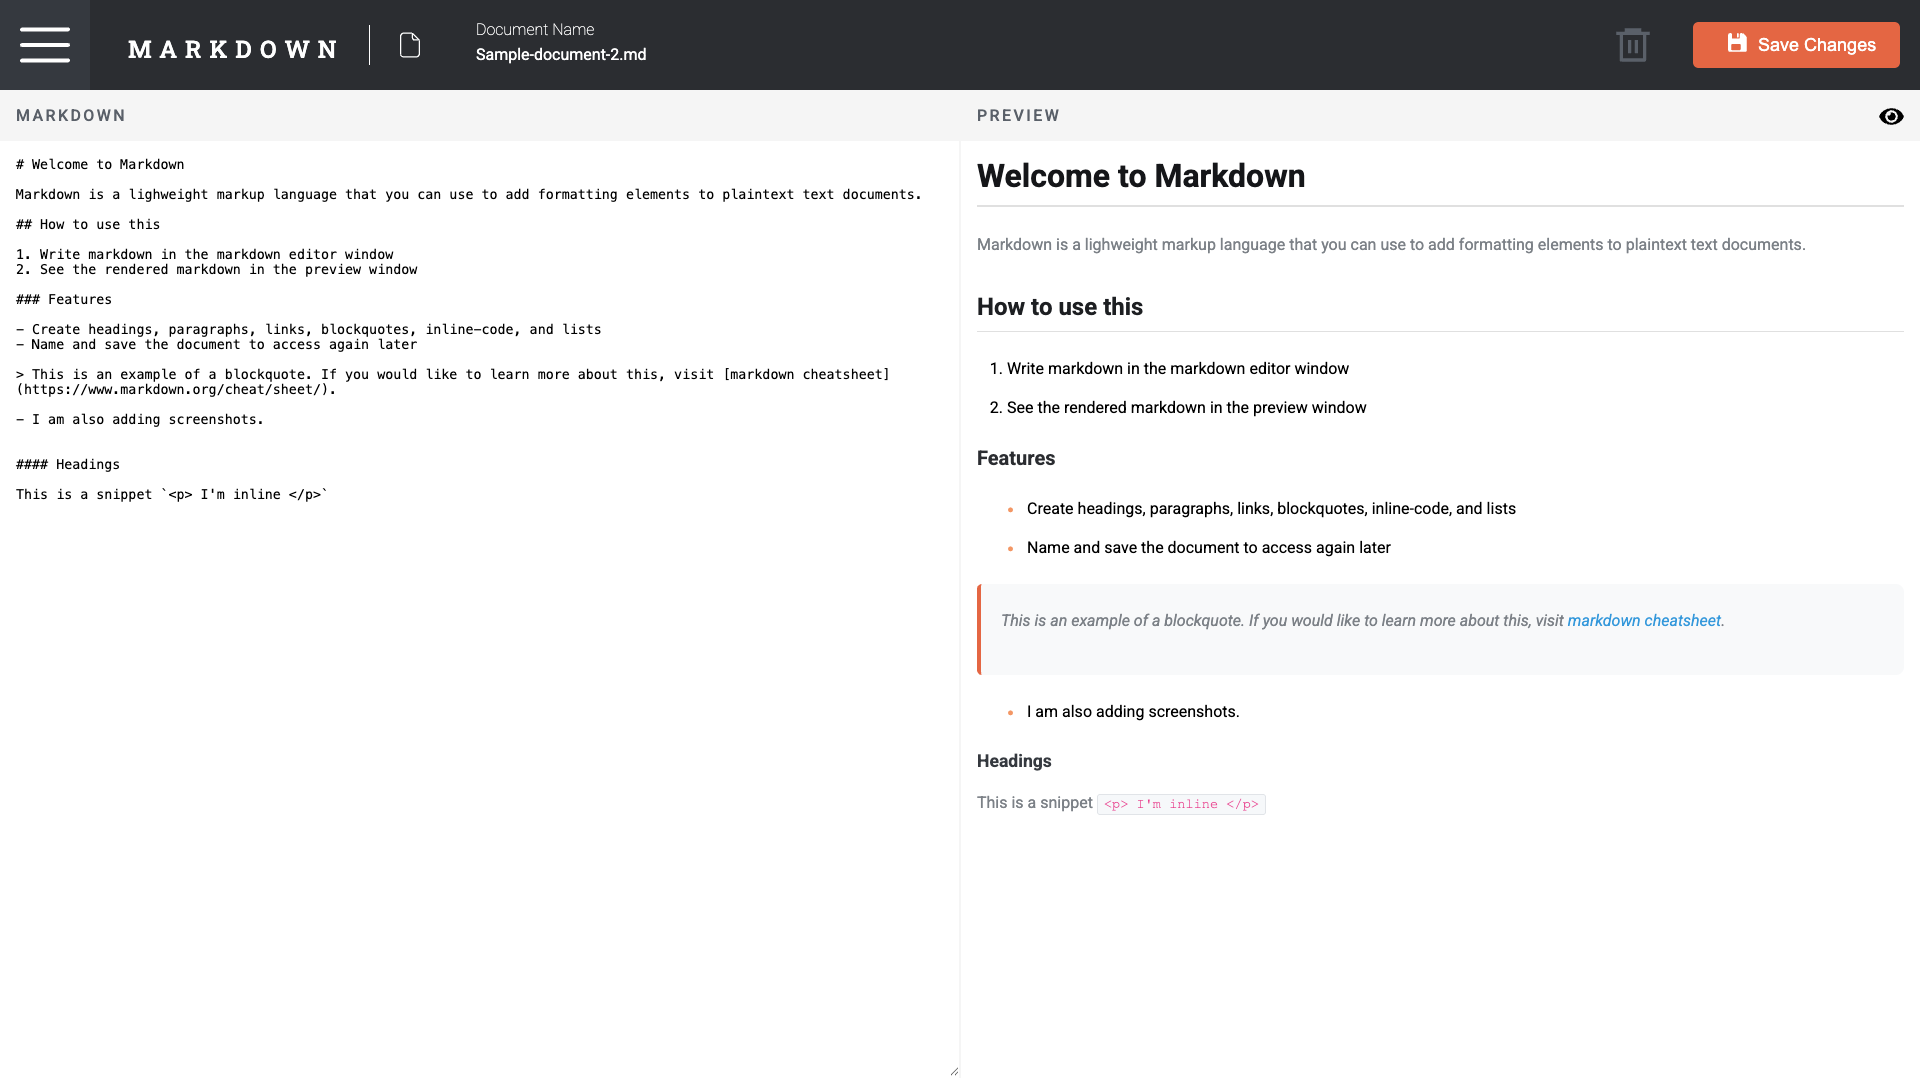 MARKDOWN
Document Name
Sample-document-2.md
Save Changes
MARKDOWN
# Welcome to Markdown
Markdown is a lighweight markup language that you can use to add formatting elements to plaintext text documents.
## How to use this
1. Write markdown in the markdown editor window
2. See the rendered markdown in the preview window
### Features
- Create headings, paragraphs, links, blockquotes, inline-code, and lists
- Name and save the document to access again later
> This is an example of a blockquote. If you would like to learn more about this, visit [markdown cheatsheet]
(https://www.markdown.org/cheat/sheet/).
- I am also adding screenshots.
#### Headings
This is a snippet `<p> I'm inline </p>`
PREVIEW
Welcome to Markdown
Markdown is a lighweight markup language that you can use to add formatting elements to plaintext text documents.
How to use this
1. Write markdown in the markdown editor window
2. See the rendered markdown in the preview window
Features
• Create headings, paragraphs, links, blockquotes, inline-code, and lists
• Name and save the document to access again later
This is an example of a blockquote. If you would like to learn more about this, visit markdown cheatsheet.
• I am also adding screenshots.
Headings
This is a snippet <p> I'm inline </p>